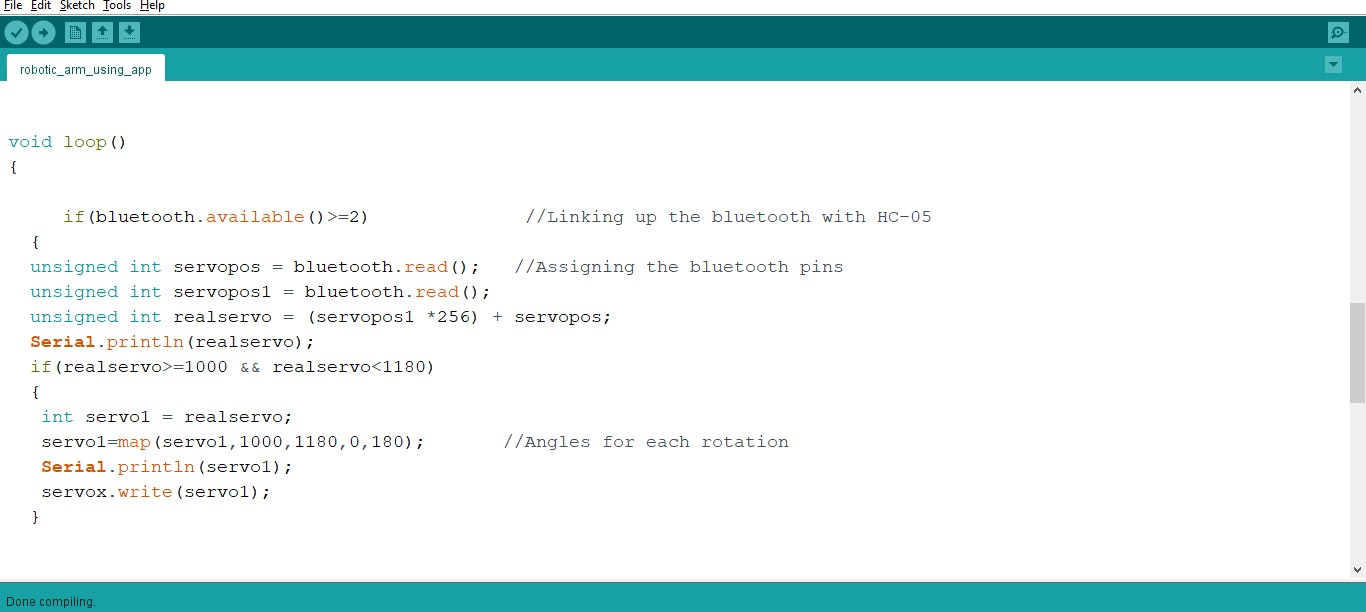 File Edit Sketch Tools Help
robotic_arm_using_app
void loop()
{
if(bluetooth.available()>=2) //Linking up the bluetooth with HC-05
{
unsigned int servopos = bluetooth.read(); //Assigning the bluetooth pins
unsigned int servopos1 = bluetooth.read();
unsigned int realservo = (servopos1 *256) + servopos;
Serial.println(realservo);
if(realservo>=1000 && realservo<1180)
{
int servo1 = realservo;
servo1=map(servo1,1000,1180,0,180); //Angles for each rotation
Serial.println(servo1);
servox.write(servo1);
}
Done compiling.